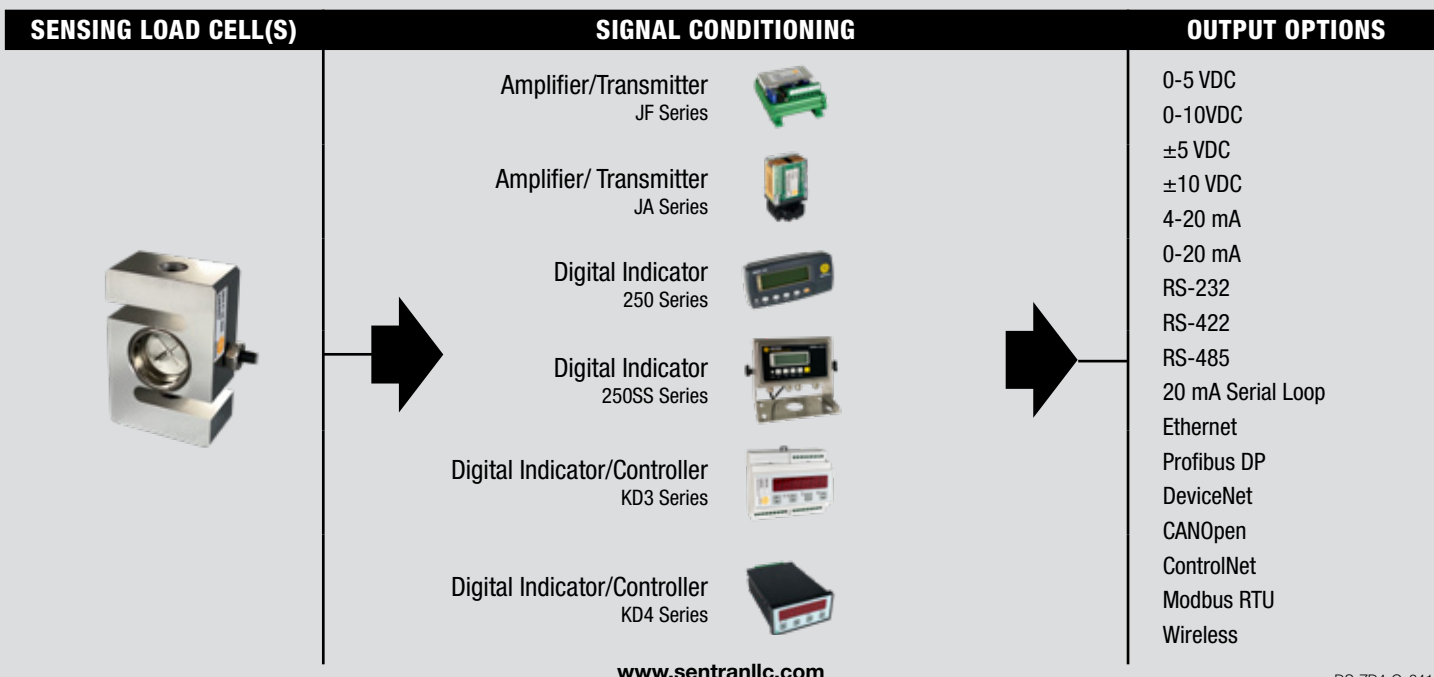 SENSING LOAD CELL(S)
SIGNAL CONDITIONING
OUTPUT OPTIONS
Amplifier/Transmitter
JF Series
Amplifier/ Transmitter
JA Series
Digital Indicator
250 Series
Digital Indicator
250SS Series
Digital Indicator/Controller
KD3 Series
Digital Indicator/Controller
KD4 Series
0-5 VDC
0-10VDC
±5 VDC
±10 VDC
4-20 mA
0-20 mA
RS-232
RS-422
RS-485
20 mA Serial Loop
Ethernet
Profibus DP
DeviceNet
CANOpen
ControlNet
Modbus RTU
Wireless
www.sentranllc.com